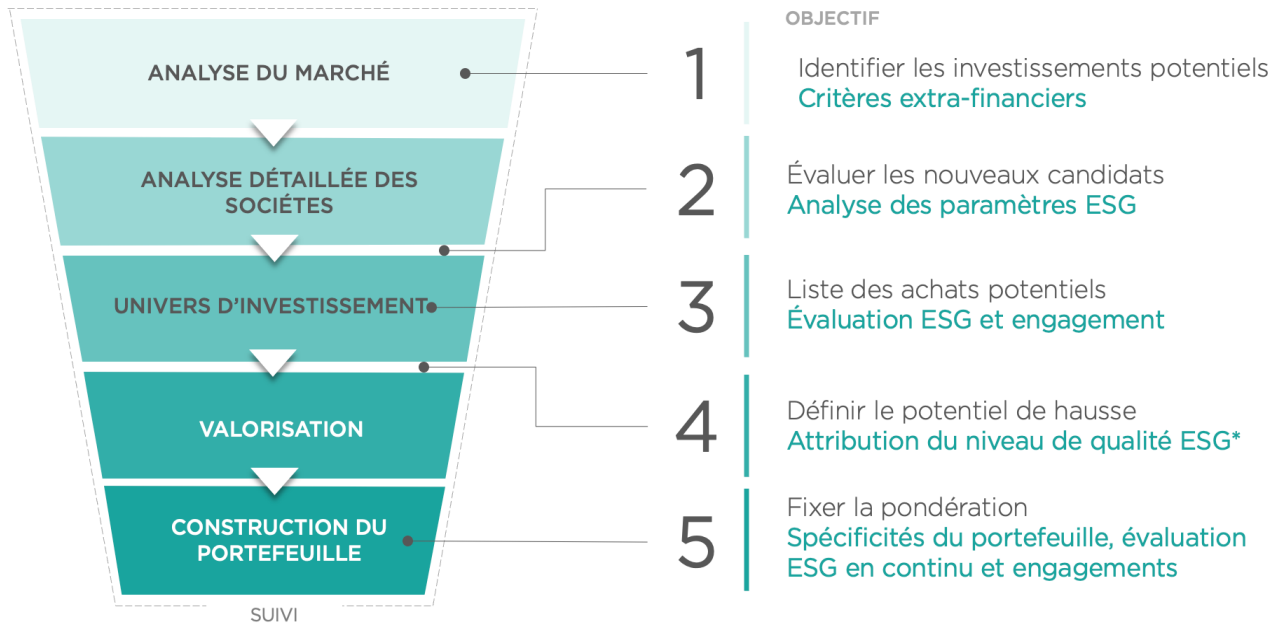 OBJECTIF
ANALYSE DU MARCHÉ
1
Identifier les investissements potentiels
Critères extra-financiers
ANALYSE DÉTAILLÉE DES
SOCIÉTES
2
Évaluer les nouveaux candidats
Analyse des paramètres ESG
UNIVERS D'INVESTISSEMENT
3
Liste des achats potentiels
Évaluation ESG et engagement
VALORISATION
4
Définir le potentiel de hausse
Attribution du niveau de qualité ESG*
CONSTRUCTION DU
PORTEFEUILLE
5
Fixer la pondération
Spécificités du portefeuille, évaluation
ESG en continu et engagements
SUIVI